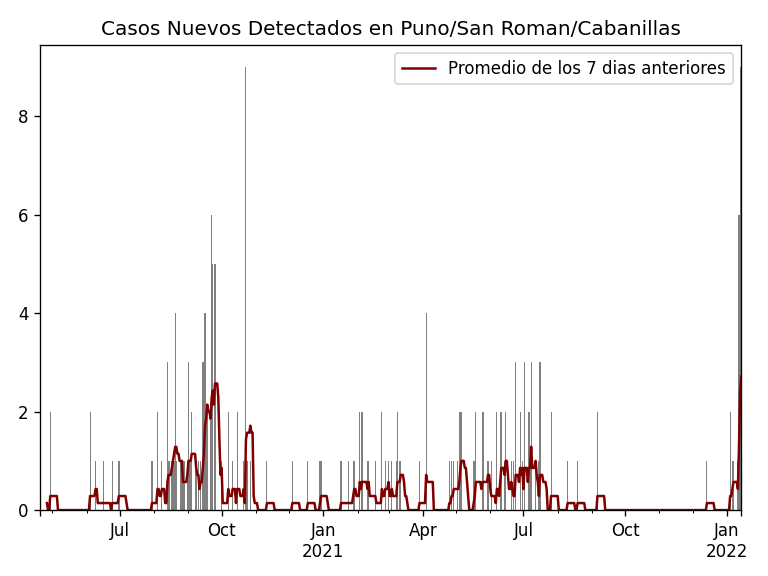 Casos Nuevos Detectados en Puno/San Roman/Cabanillas
Promedio de los 7 dias anteriores
8
6
4
2
0
Jul Oct Jan Apr Jul Oct Jan
2021 2022